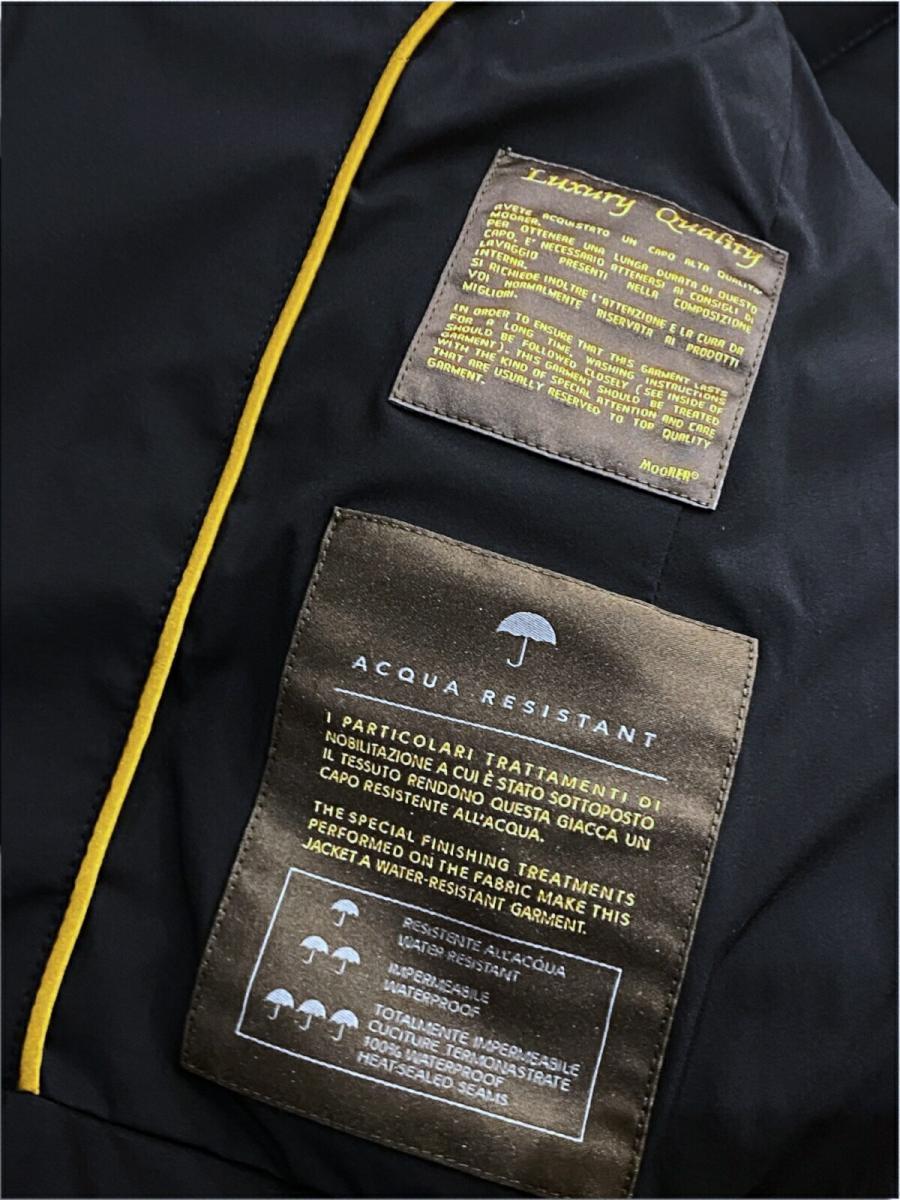 Luxury Quality
AVETE ACQUISTATO UN CAPO ALTA QUALITA'
MOORER.
PER OTTENERE UNA LUNGA DURATA DI QUESTO
CAPO, E' NECESSARIO ATTENERSI AI CONSIGLI DI
LAVAGGIO PRESENTI NELLA COMPOSIZIONE
INTERNA.
SI RICHIEDE INOLTRE L'ATTENZIONE E LA CURA DA
VOI NORMALMENTE RISERVATA AI PRODOTTI
MIGLIORI.
IN ORDER TO ENSURE THAT THIS GARMENT LASTS
FOR A LONG TIME, WASHING INSTRUCTIONS
SHOULD BE FOLLOWED CLOSELY (SEE INSIDE OF
GARMENT). THIS GARMENT SHOULD BE TREATED
WITH THE KIND OF SPECIAL ATTENTION AND CARE
THAT ARE USUALLY RESERVED TO TOP QUALITY
GARMENT.
MOORER®
ACQUA RESISTANT
I PARTICOLARI TRATTAMENTI DI
NOBILITAZIONE A CUI È STATO SOTTOPOSTO
IL TESSUTO RENDONO QUESTA GIACCA UN
CAPO RESISTENTE ALL'ACQUA.
THE SPECIAL FINISHING TREATMENTS
PERFORMED ON THE FABRIC MAKE THIS
JACKET A WATER-RESISTANT GARMENT.
RESISTENTE ALL'ACQUA
WATER-RESISTANT
IMPERMEABILE
WATERPROOF
TOTALMENTE IMPERMEABILE
CUCITURE TERMONASTRATE
100% WATERPROOF
HEAT-SEALED SEAMS